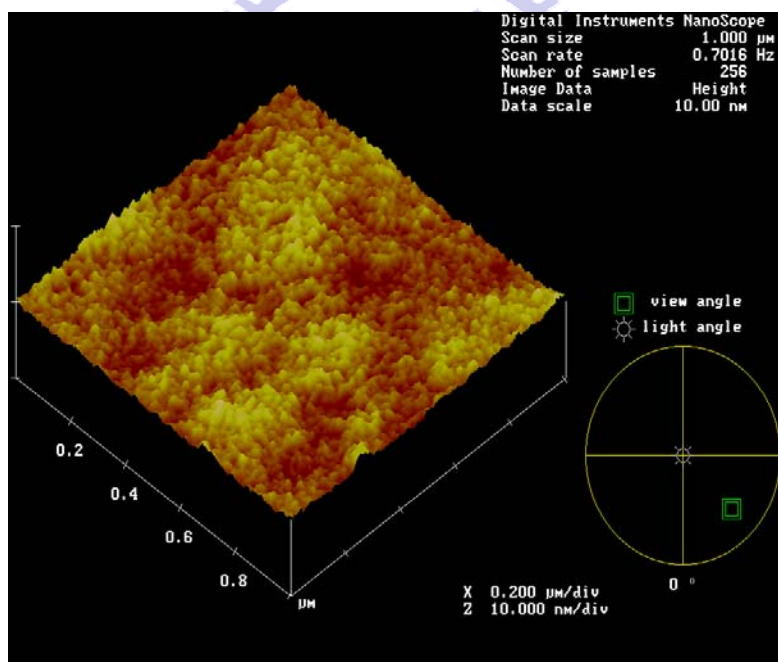 Digital Instruments NanoScope
Scan size 1.000 µm
Scan rate 0.7016 Hz
Number of samples 256
Image Data Height
Data scale 10.00 nm
view angle
light angle
0.2
0.4
0.6
0.8
µm
X 0.200 µm/div
Z 10.000 nm/div
0 °